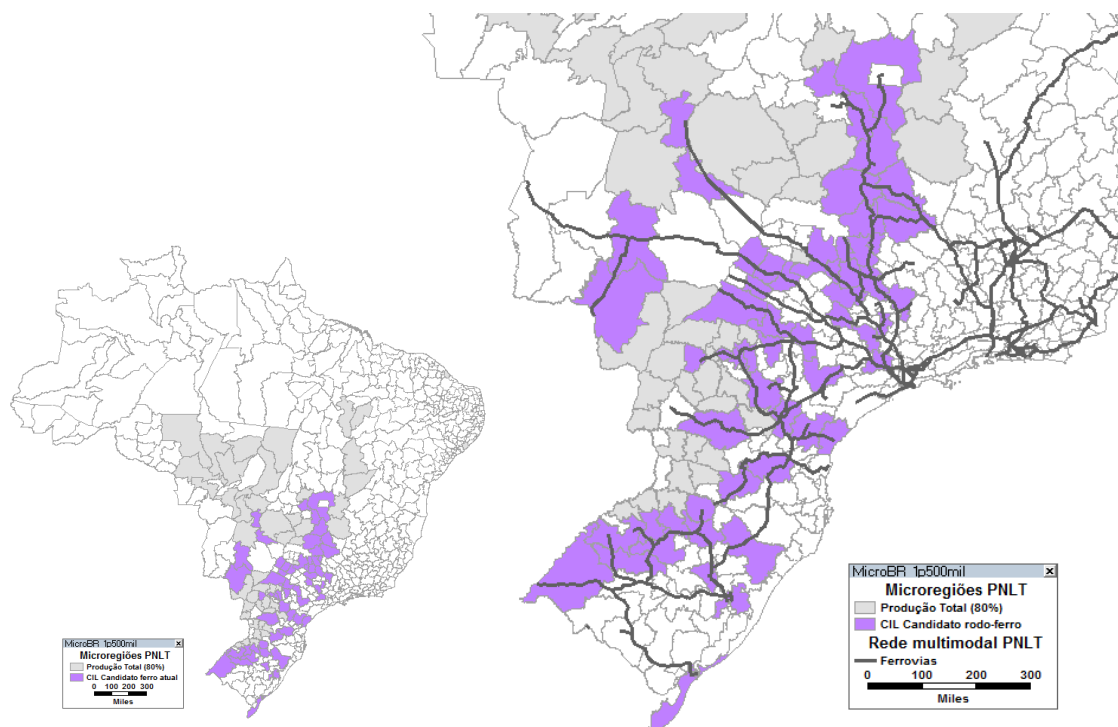 MicroBR_1p500mil x
Microregiões PNLT
Produção Total (80%)
CIL Candidato ferro atual
0 100 200 300
Miles
MicroBR_1p500mil x
Microregiões PNLT
Produção Total (80%)
CIL Candidato rodo-ferro
Rede multimodal PNLT
Ferrovias
0 100 200 300
Miles